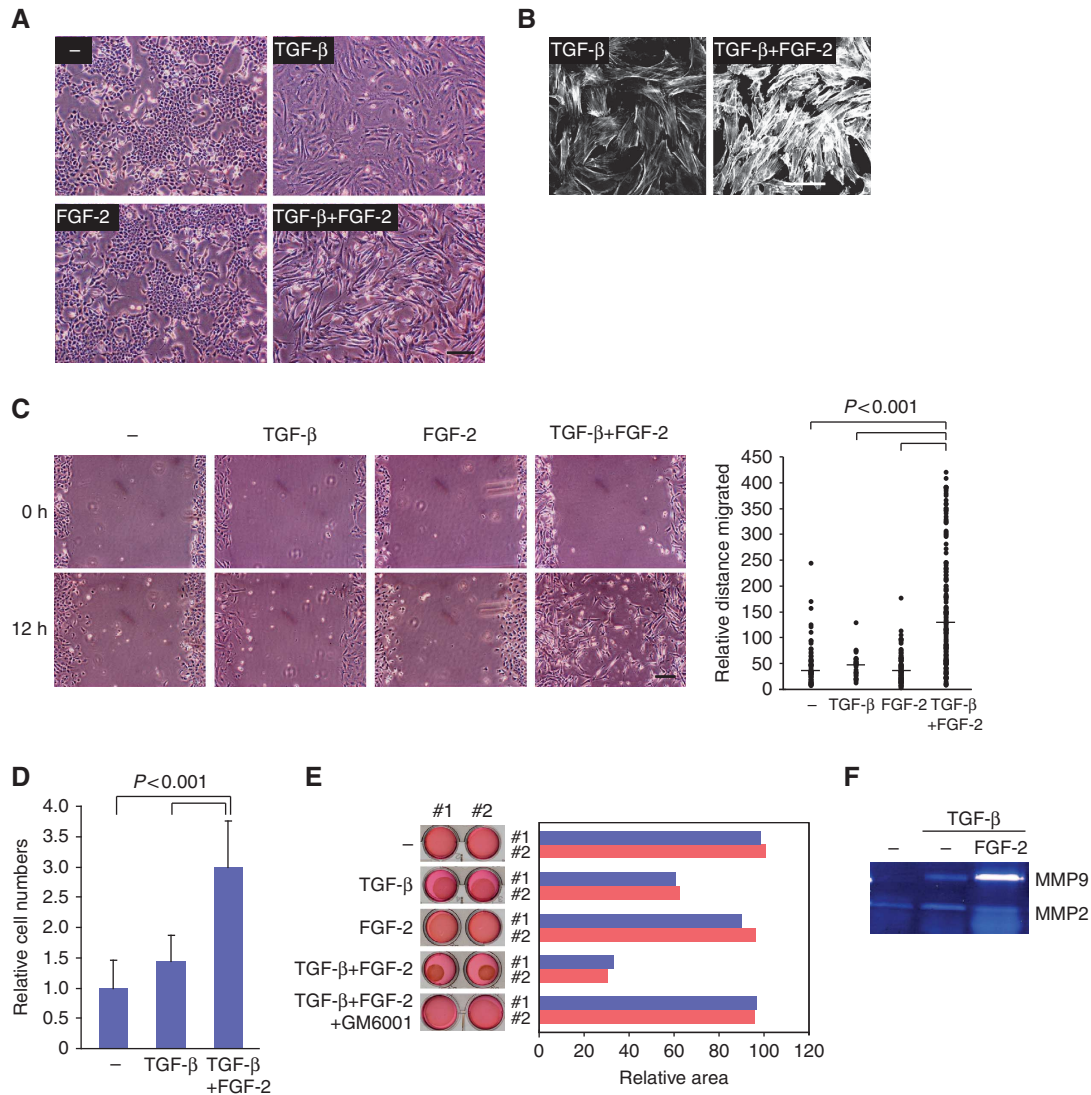 A
–
TGF-β
FGF-2
TGF-β+FGF-2
B
TGF-β
TGF-β+FGF-2
C
–
TGF-β
FGF-2
TGF-β+FGF-2
0 h
12 h
P<0.001
Relative distance migrated
450
400
350
300
250
200
150
100
50
0
–
TGF-β
FGF-2
TGF-β
+FGF-2
D
P<0.001
Relative cell numbers
4.0
3.5
3.0
2.5
2.0
1.5
1.0
0.5
0
–
TGF-β
TGF-β
+FGF-2
E
#1 #2
–
#1
#2
TGF-β
#1
#2
FGF-2
#1
#2
TGF-β+FGF-2
#1
#2
TGF-β+FGF-2
+GM6001
#1
#2
0 20 40 60 80 100 120
Relative area
F
TGF-β
– – FGF-2
MMP9
MMP2